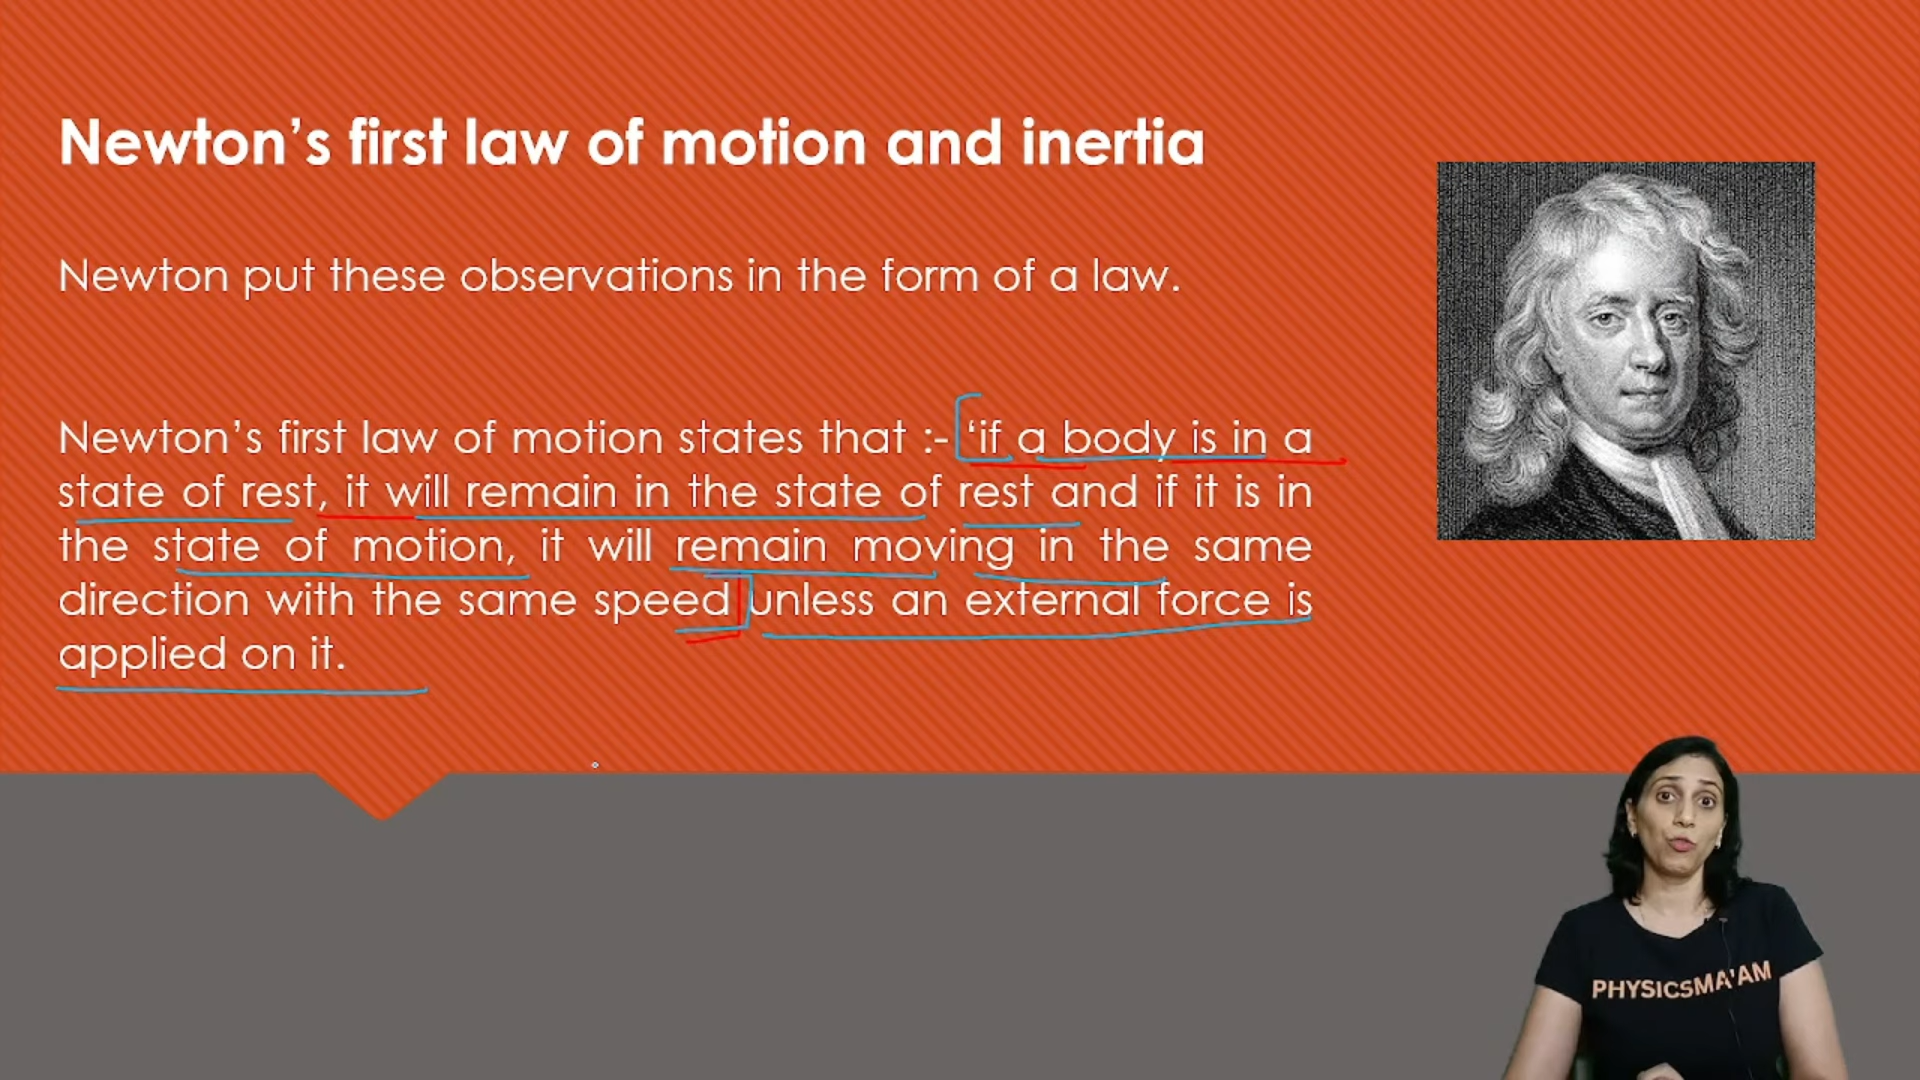 Newton’s first law of motion and inertia
Newton put these observations in the form of a law.
Newton’s first law of motion states that :- ‘if a body is in a
state of rest, it will remain in the state of rest and if it is in
the state of motion, it will remain moving in the same
direction with the same speed unless an external force is
applied on it.
PHYSICSMA'AM